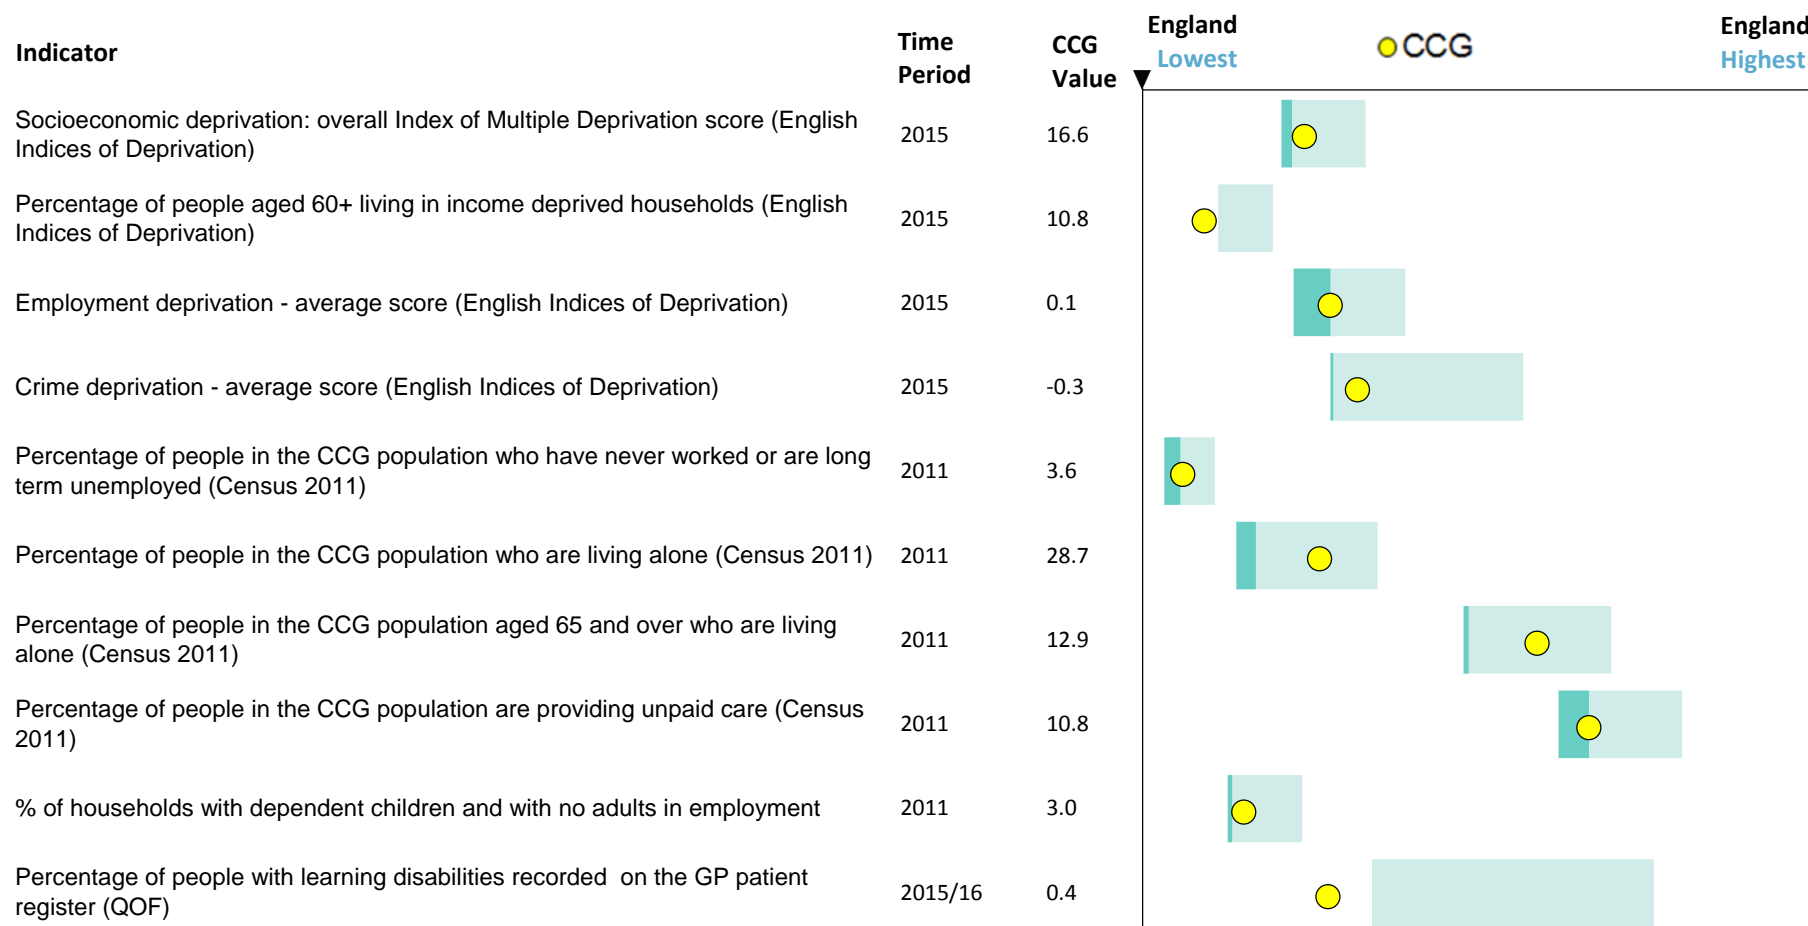 Indicator
Time
Period
CCG
Value
England
Lowest
CCG
England
Highest
Socioeconomic deprivation: overall Index of Multiple Deprivation score (English
Indices of Deprivation)
2015
16.6
Percentage of people aged 60+ living in income deprived households (English
Indices of Deprivation)
2015
10.8
Employment deprivation - average score (English Indices of Deprivation)
2015
0.1
Crime deprivation - average score (English Indices of Deprivation)
2015
-0.3
Percentage of people in the CCG population who have never worked or are long
term unemployed (Census 2011)
2011
3.6
Percentage of people in the CCG population who are living alone (Census 2011)
2011
28.7
Percentage of people in the CCG population aged 65 and over who are living
alone (Census 2011)
2011
12.9
Percentage of people in the CCG population are providing unpaid care (Census
2011)
2011
10.8
% of households with dependent children and with no adults in employment
2011
3.0
Percentage of people with learning disabilities recorded  on the GP patient
register (QOF)
2015/16
0.4